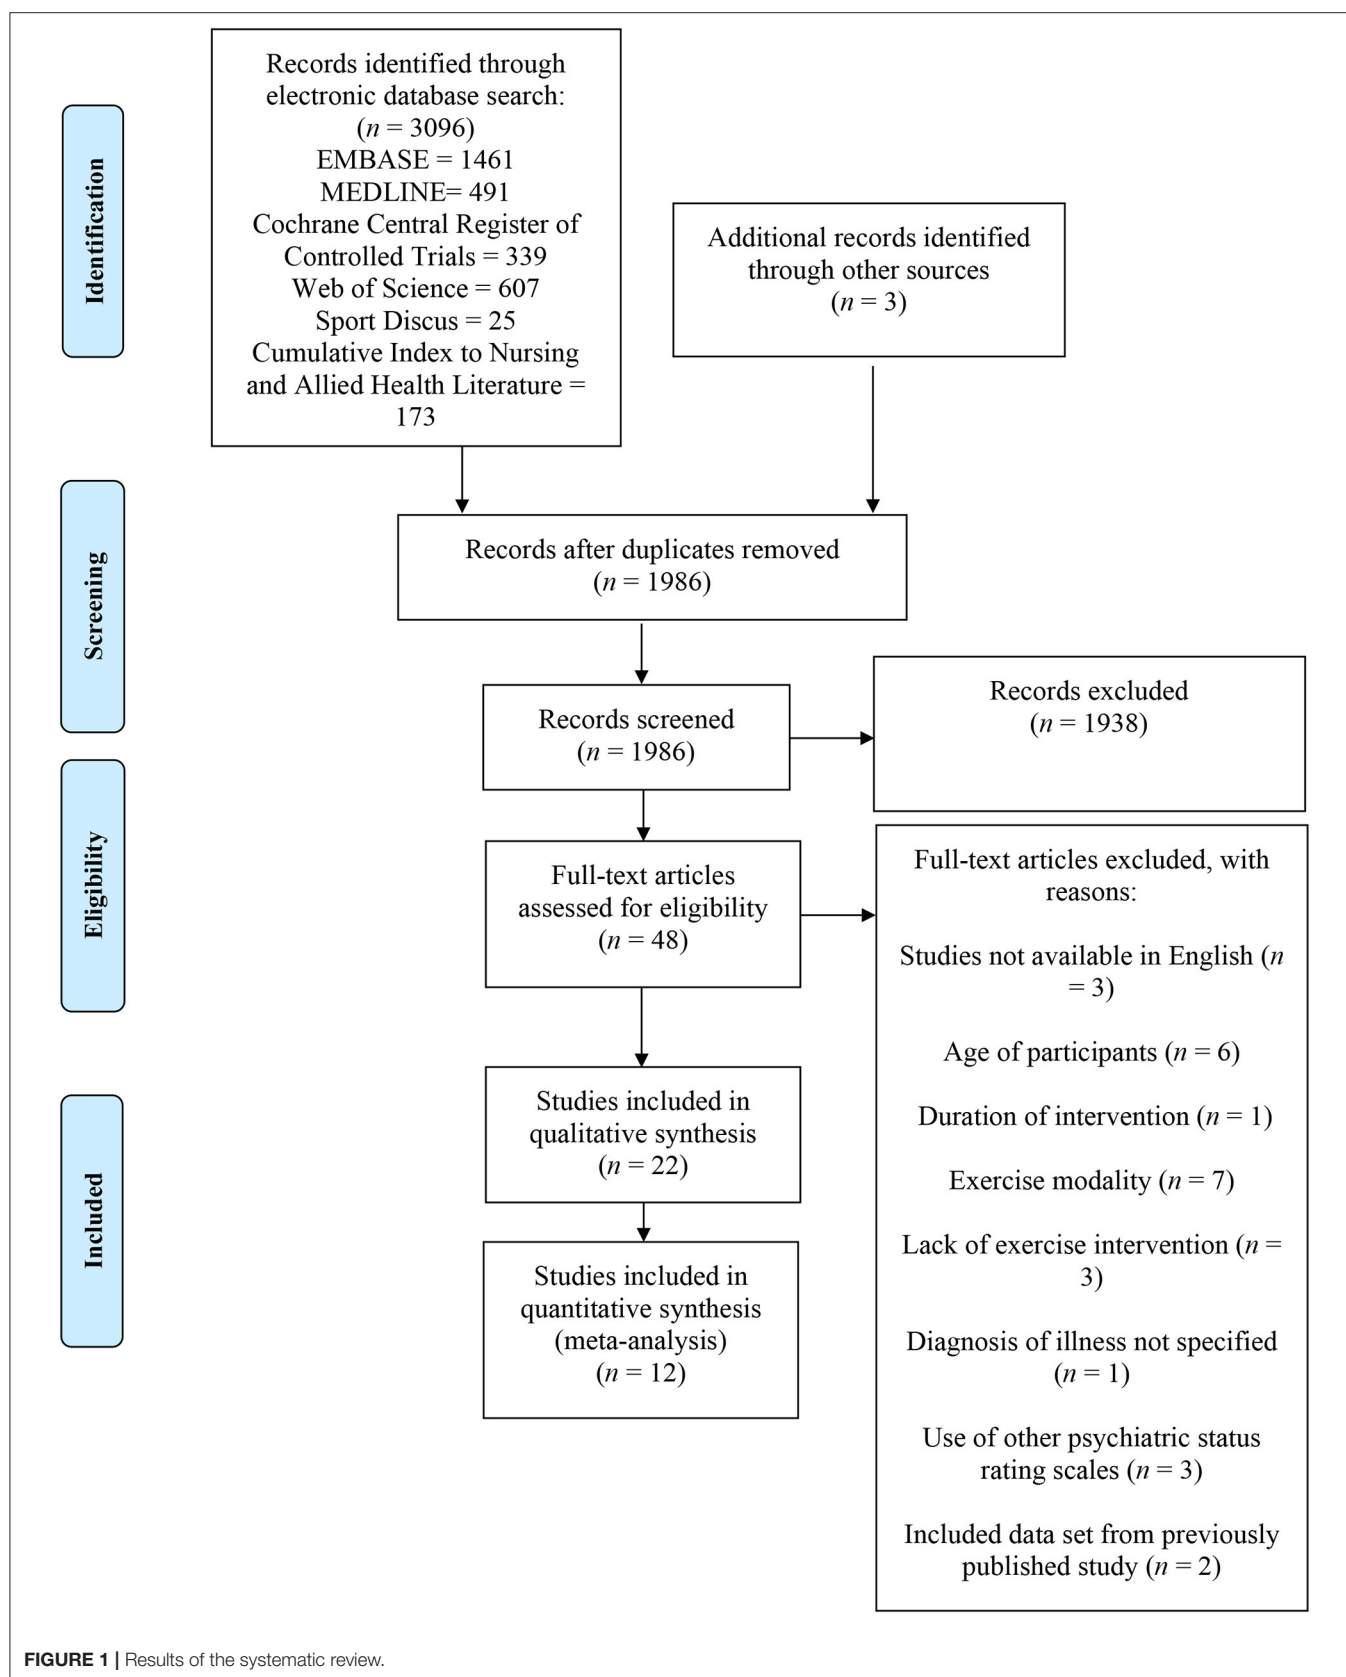 Identification
Records identified through
electronic database search:
(n = 3096)
EMBASE = 1461
MEDLINE= 491
Cochrane Central Register of
Controlled Trials = 339
Web of Science = 607
Sport Discus = 25
Cumulative Index to Nursing
and Allied Health Literature =
173
Additional records identified
through other sources
(n = 3)
Screening
Records after duplicates removed
(n = 1986)
Records screened
(n = 1986)
Records excluded
(n = 1938)
Eligibility
Full-text articles
assessed for eligibility
(n = 48)
Full-text articles excluded, with
reasons:
Studies not available in English (n
= 3)
Age of participants (n = 6)
Duration of intervention (n = 1)
Exercise modality (n = 7)
Lack of exercise intervention (n =
3)
Diagnosis of illness not specified
(n = 1)
Use of other psychiatric status
rating scales (n = 3)
Included data set from previously
published study (n = 2)
Included
Studies included in
qualitative synthesis
(n = 22)
Studies included in
quantitative synthesis
(meta-analysis)
(n = 12)
FIGURE 1 | Results of the systematic review.